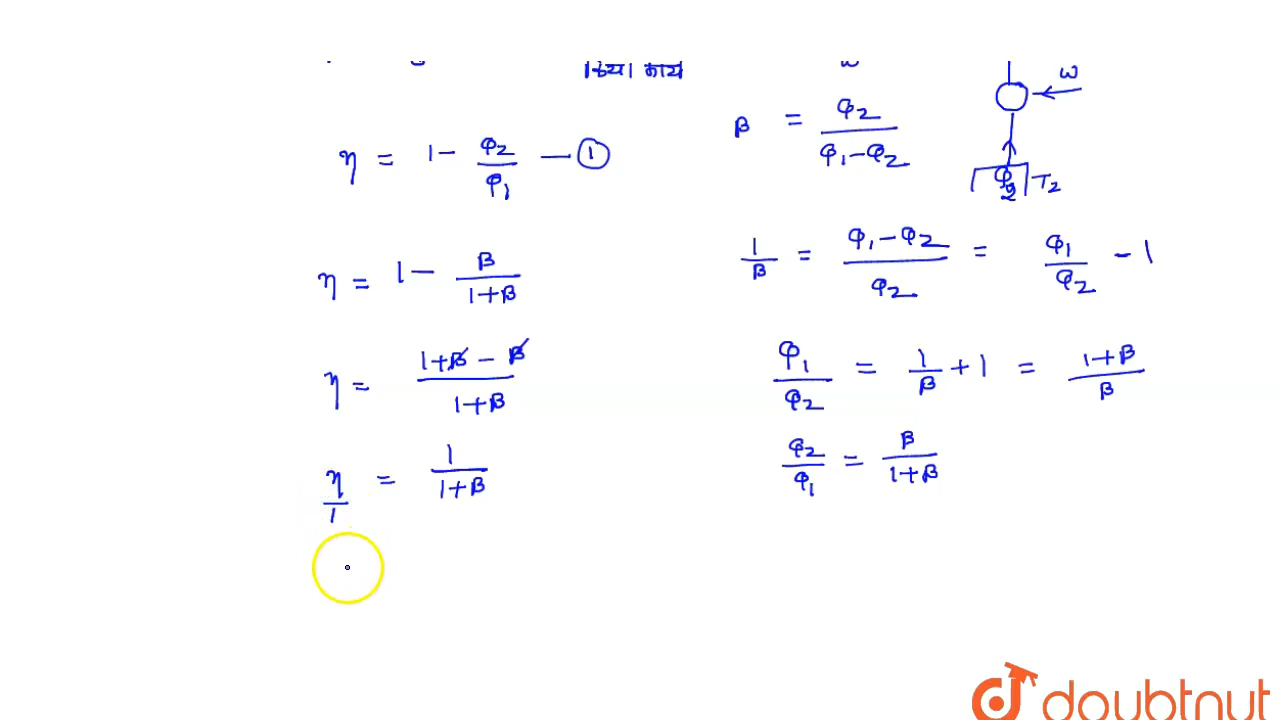 कार्य
W
W
η = 1 - Q2/Q1 — ①
β = Q2/(Q1-Q2)
Q2 T2
η = 1 - β/(1+β)
1/β = (Q1-Q2)/Q2 = Q1/Q2 - 1
η = (1+β-β)/(1+β)
Q1/Q2 = 1/β + 1 = (1+β)/β
η/1 = 1/(1+β)
Q2/Q1 = β/(1+β)
doubtnut